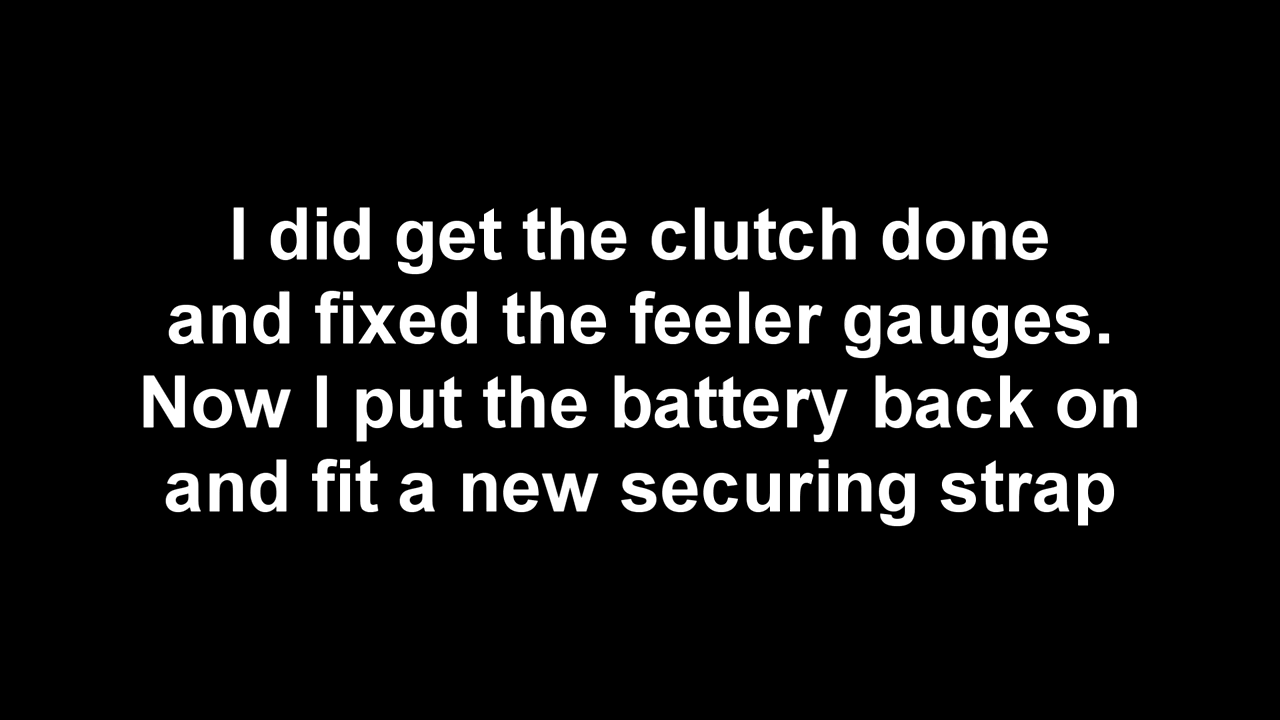 I did get the clutch done
and fixed the feeler gauges.
Now I put the battery back on
and fit a new securing strap